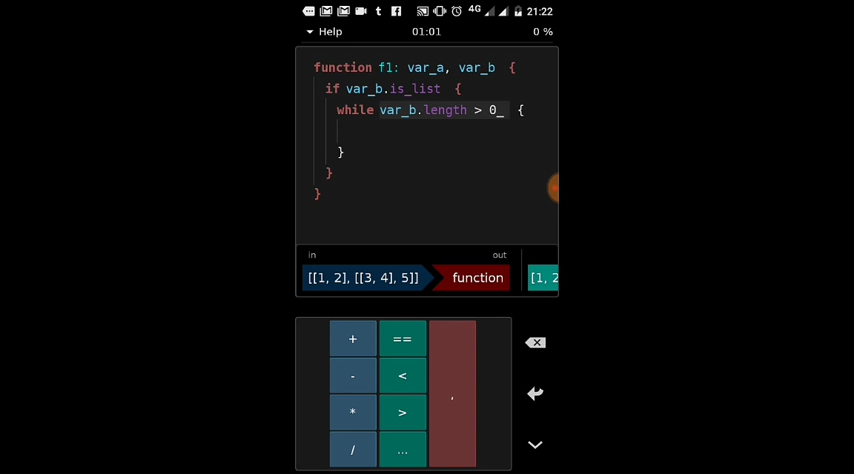 4G 21:22
Help 01:01 0 %
function f1: var_a, var_b {
if var_b.is_list {
while var_b.length > 0_ {
}
}
}
in out
[[1, 2], [[3, 4], 5]] function [1, 2
+ ==
- < ,
* >
/ ...